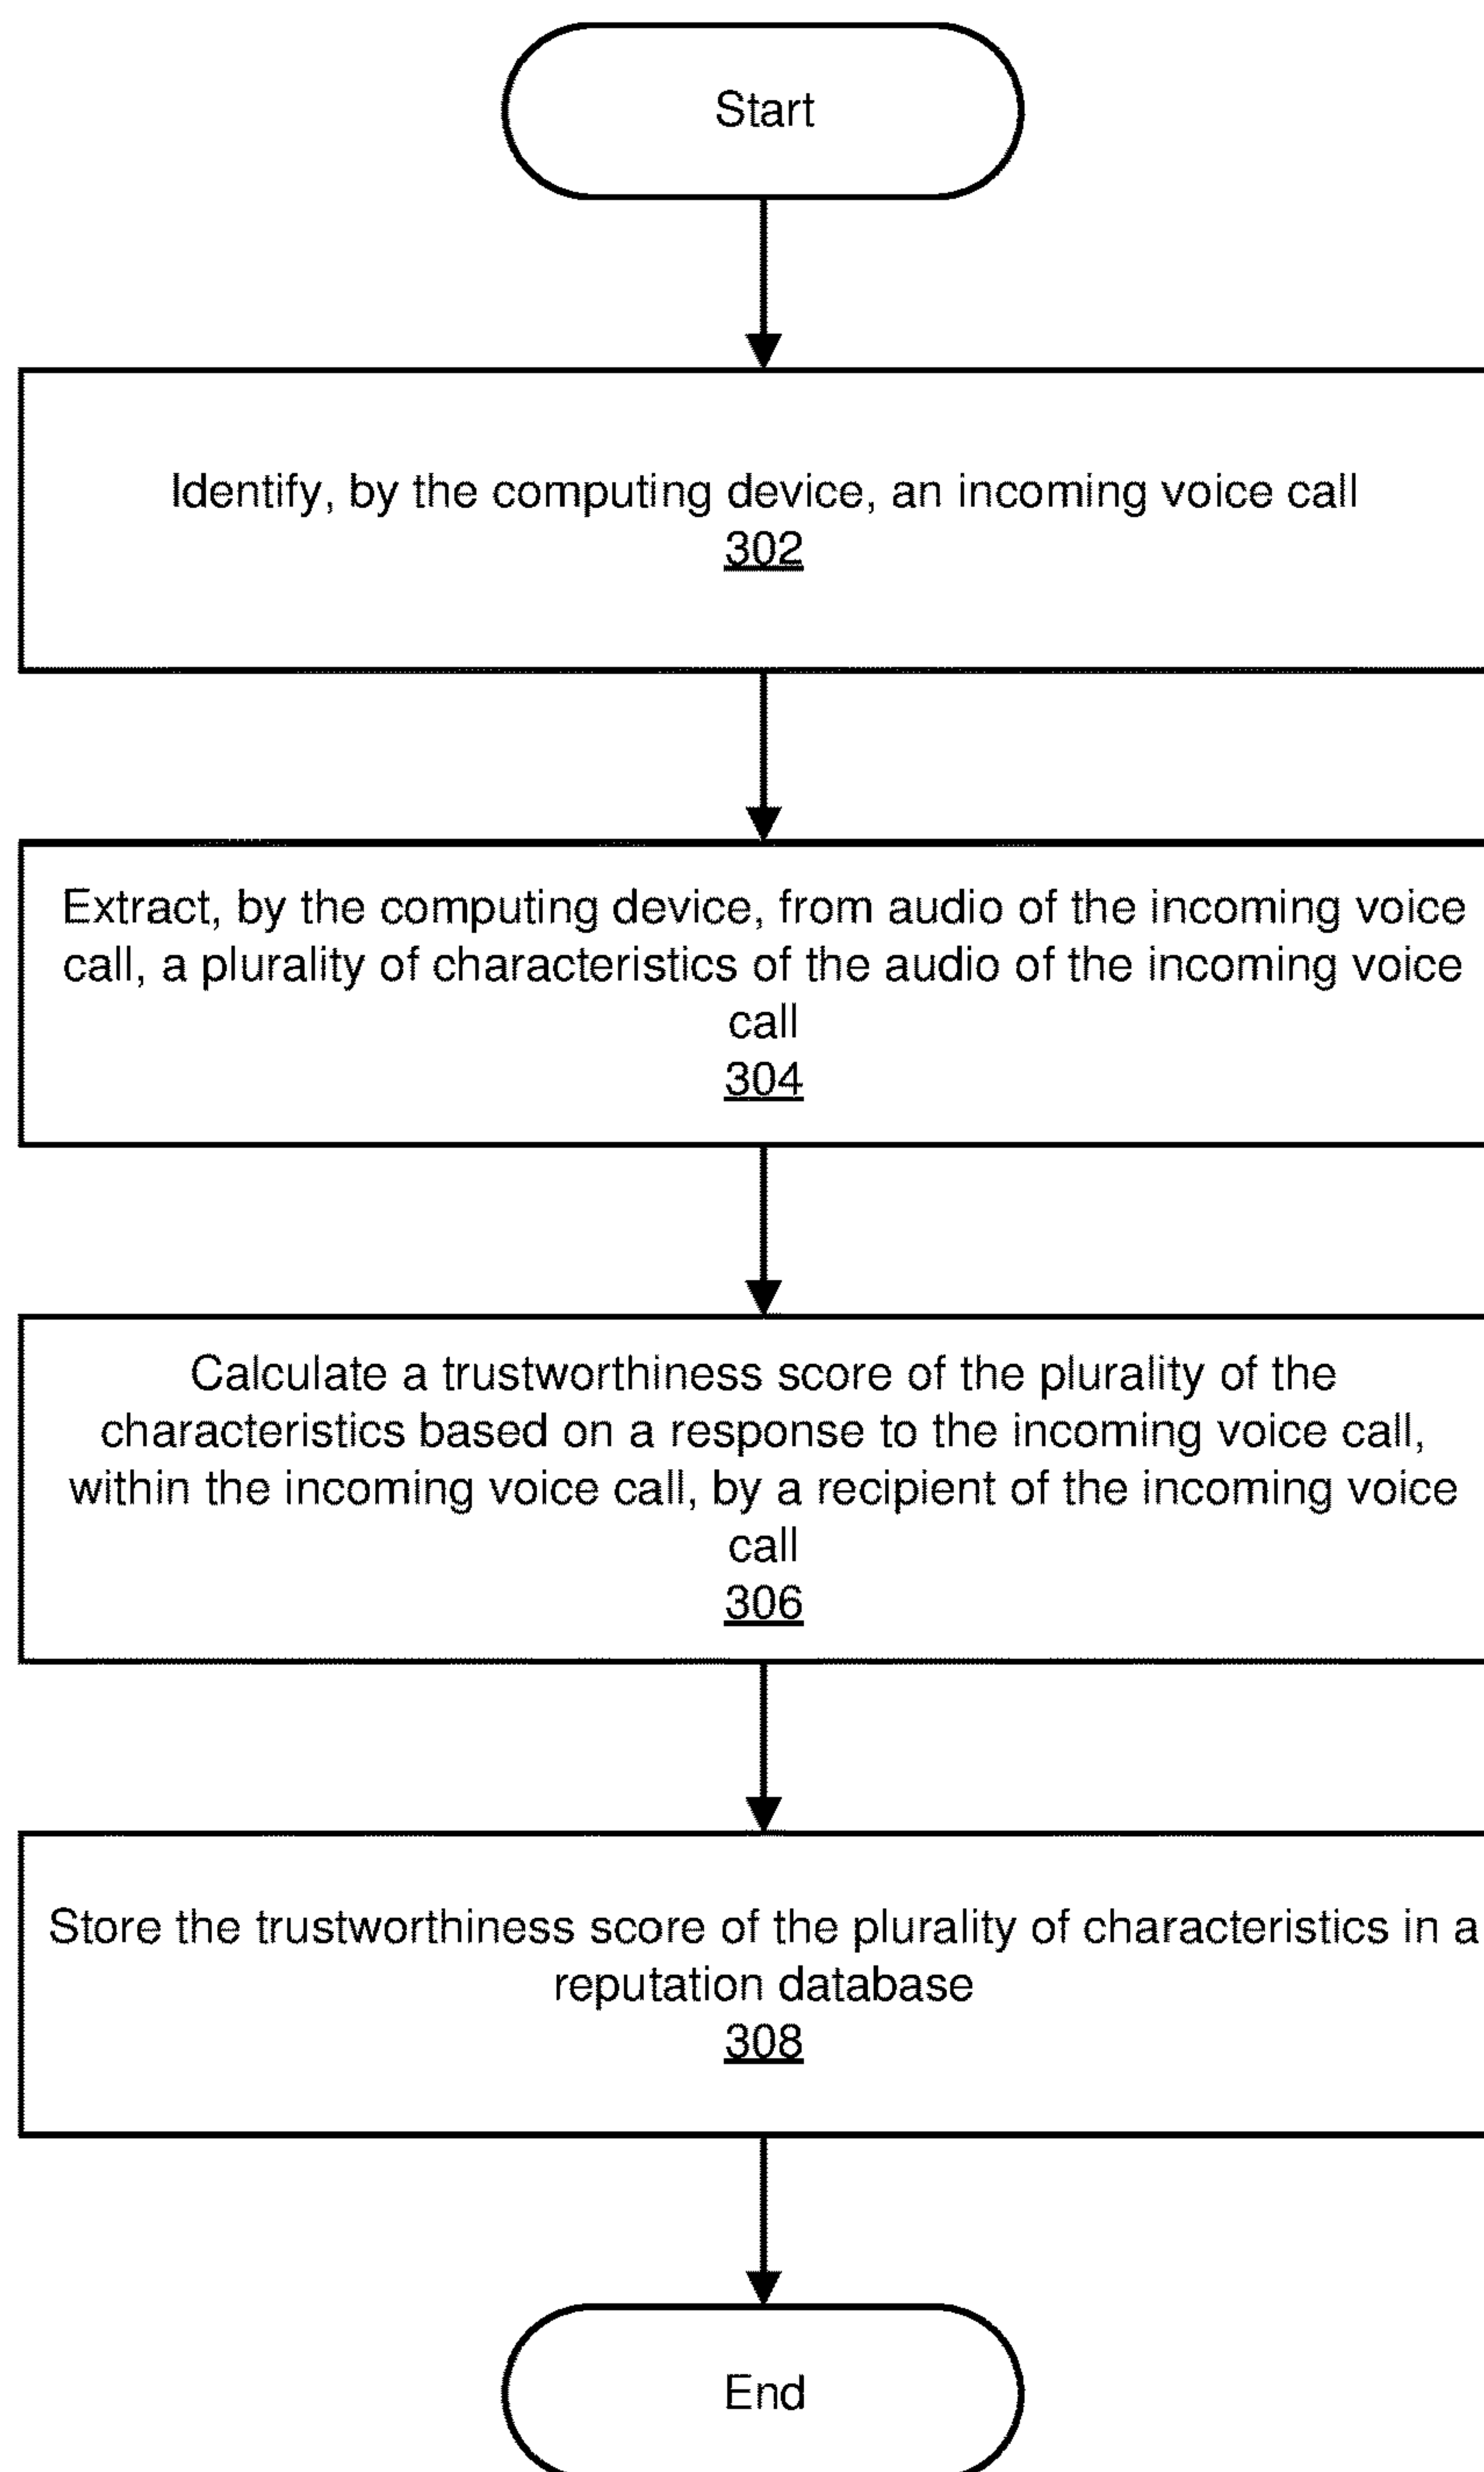 Start
Identify, by the computing device, an incoming voice call
302
Extract, by the computing device, from audio of the incoming voice
call, a plurality of characteristics of the audio of the incoming voice
call
304
Calculate a trustworthiness score of the plurality of the
characteristics based on a response to the incoming voice call,
within the incoming voice call, by a recipient of the incoming voice
call
306
Store the trustworthiness score of the plurality of characteristics in a
reputation database
308
End